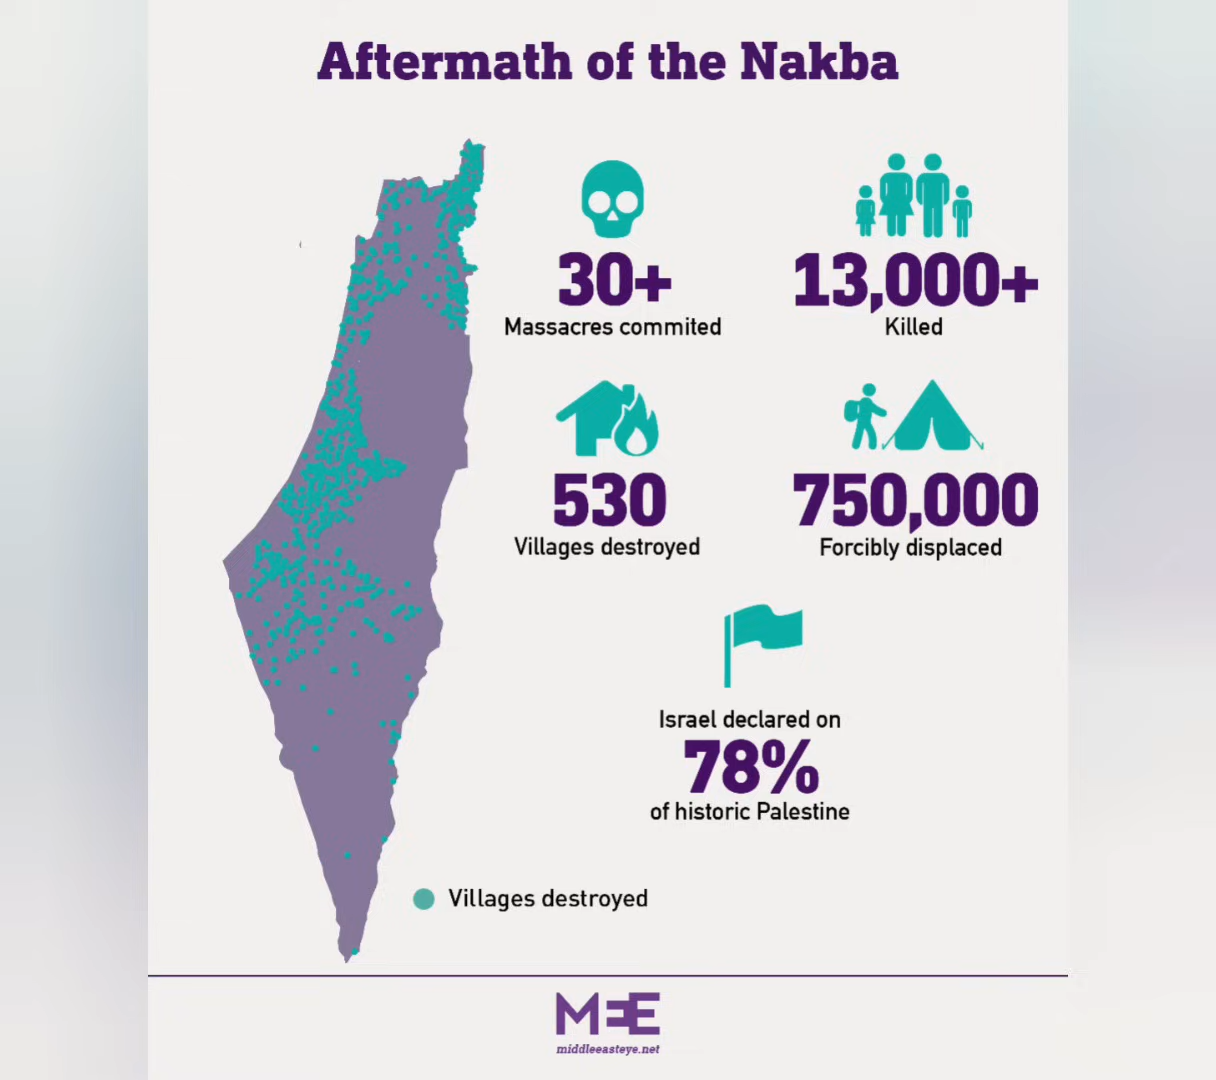 Aftermath of the Nakba
30+
Massacres commited
13,000+
Killed
530
Villages destroyed
750,000
Forcibly displaced
Israel declared on
78%
of historic Palestine
Villages destroyed
MEE
middleeasteye.net